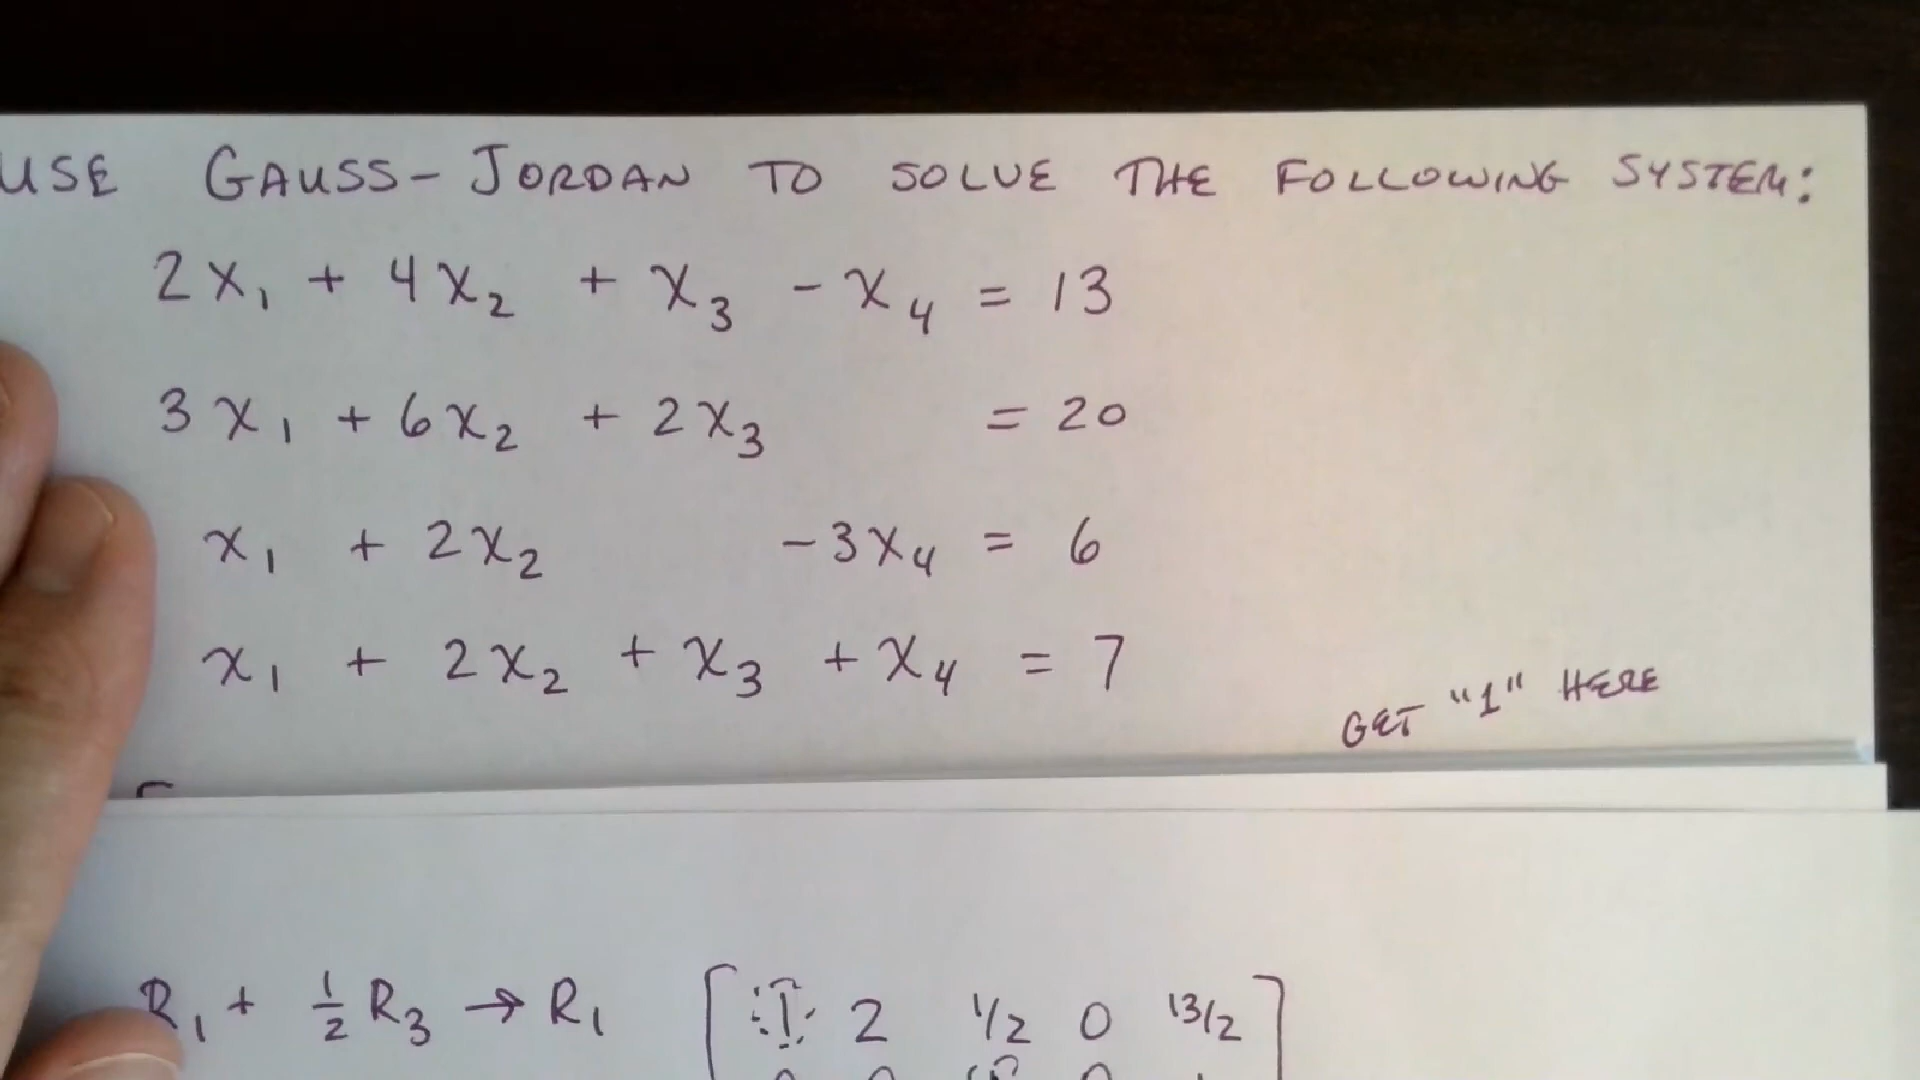 USE GAUSS-JORDAN TO SOLVE THE FOLLOWING SYSTEM:
2x₁ + 4x₂ + x₃ - x₄ = 13
3x₁ + 6x₂ + 2x₃ = 20
x₁ + 2x₂ - 3x₄ = 6
x₁ + 2x₂ + x₃ + x₄ = 7
GET "1" HERE
R₁ + 1/2 R₃ → R₁ [ 1 2 1/2 0 13/2 ]